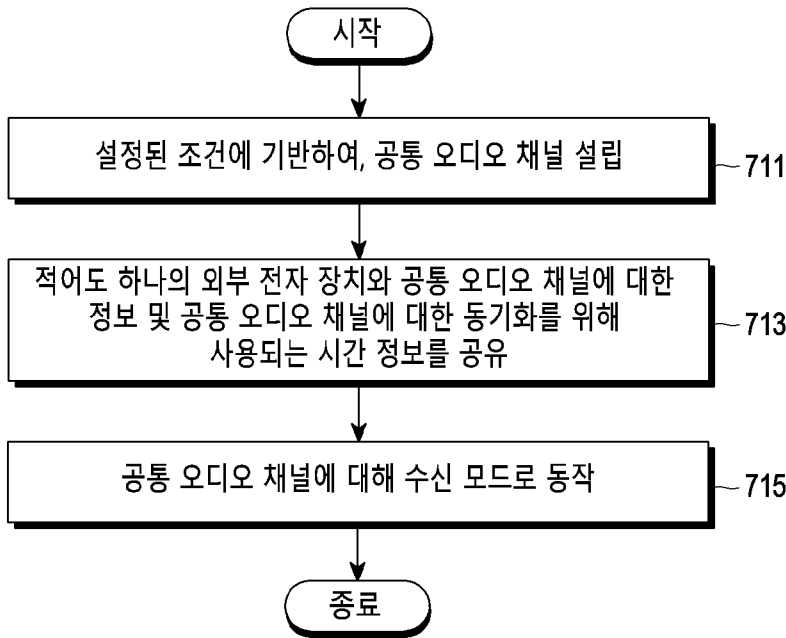 시작
설정된 조건에 기반하여, 공통 오디오 채널 설립
711
적어도 하나의 외부 전자 장치와 공통 오디오 채널에 대한
정보 및 공통 오디오 채널에 대한 동기화를 위해
사용되는 시간 정보를 공유
713
공통 오디오 채널에 대해 수신 모드로 동작
715
종료